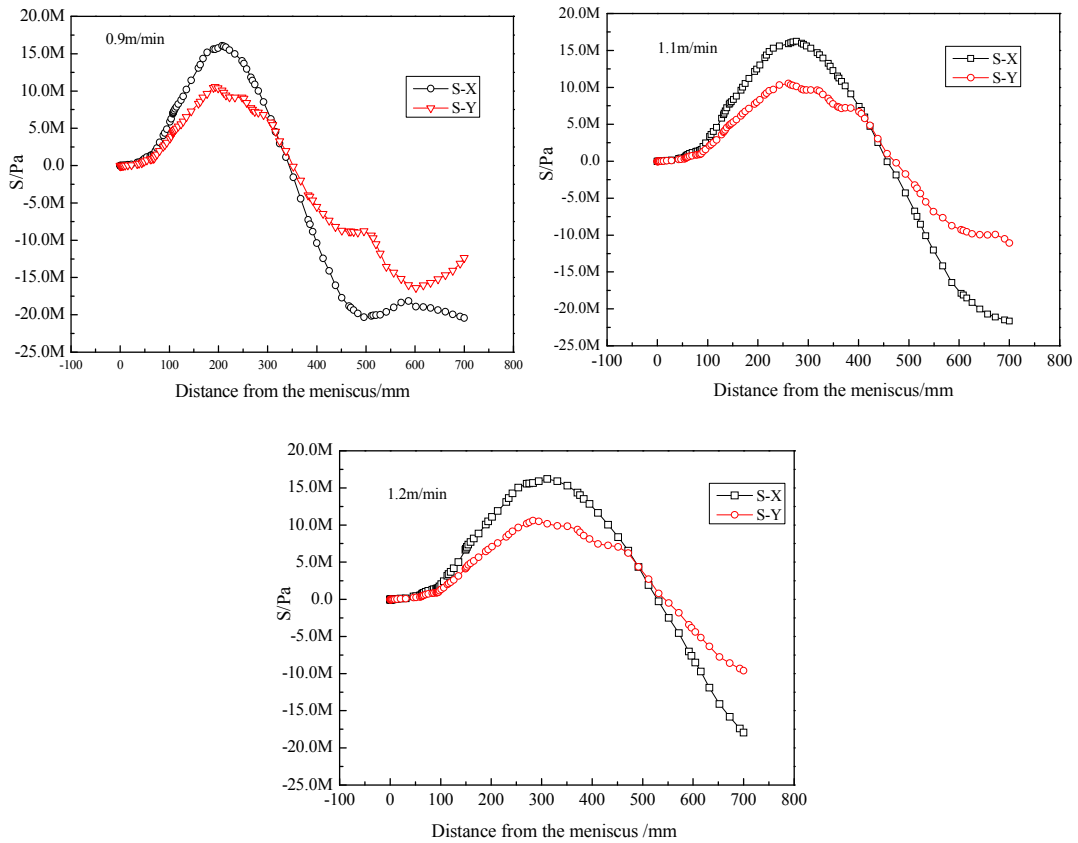 20.0M
15.0M
10.0M
5.0M
0.0
-5.0M
-10.0M
-15.0M
-20.0M
-25.0M
S/Pa
0.9m/min
S-X
S-Y
-100 0 100 200 300 400 500 600 700 800
Distance from the meniscus/mm
20.0M
15.0M
10.0M
5.0M
0.0
-5.0M
-10.0M
-15.0M
-20.0M
-25.0M
S/Pa
1.1m/min
S-X
S-Y
-100 0 100 200 300 400 500 600 700 800
Distance from the meniscus/mm
20.0M
15.0M
10.0M
5.0M
0.0
-5.0M
-10.0M
-15.0M
-20.0M
-25.0M
S/Pa
1.2m/min
S-X
S-Y
-100 0 100 200 300 400 500 600 700 800
Distance from the meniscus /mm